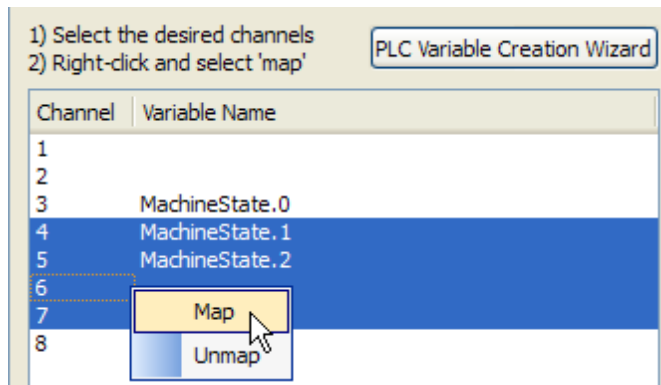 1) Select the desired channels
2) Right-click and select 'map'
PLC Variable Creation Wizard
Channel Variable Name
1
2
3 MachineState.0
4 MachineState.1
5 MachineState.2
6
7
Map
8
Unmap